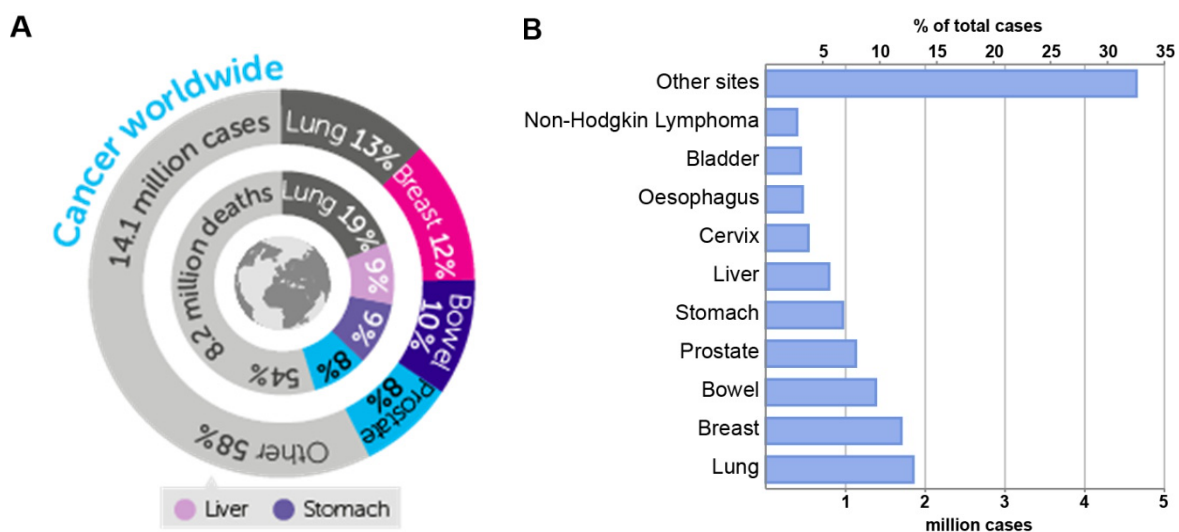 A
Cancer worldwide
14.1 million cases
Lung 13%
Breast 12%
Bowel
10%
Prostate
8%
Other 58%
8.2 million deaths
Lung 19%
9%
9%
8%
54%
Liver
Stomach
B
% of total cases
5 10 15 20 25 30 35
Other sites
Non-Hodgkin Lymphoma
Bladder
Oesophagus
Cervix
Liver
Stomach
Prostate
Bowel
Breast
Lung
1 2 3 4 5
million cases